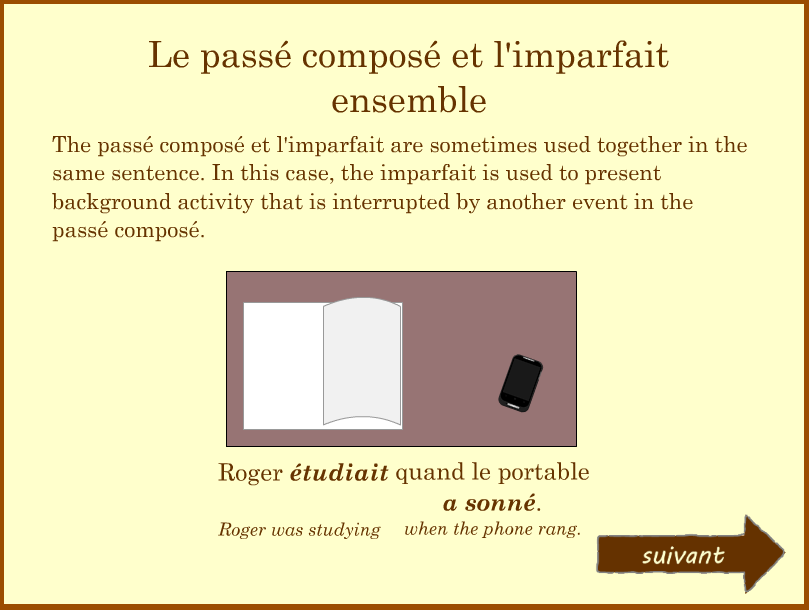 Le passé composé et l'imparfait
ensemble
The passé composé et l'imparfait are sometimes used together in the
same sentence. In this case, the imparfait is used to present
background activity that is interrupted by another event in the
passé composé.
Roger étudiait quand le portable
a sonné.
Roger was studying when the phone rang.
suivant